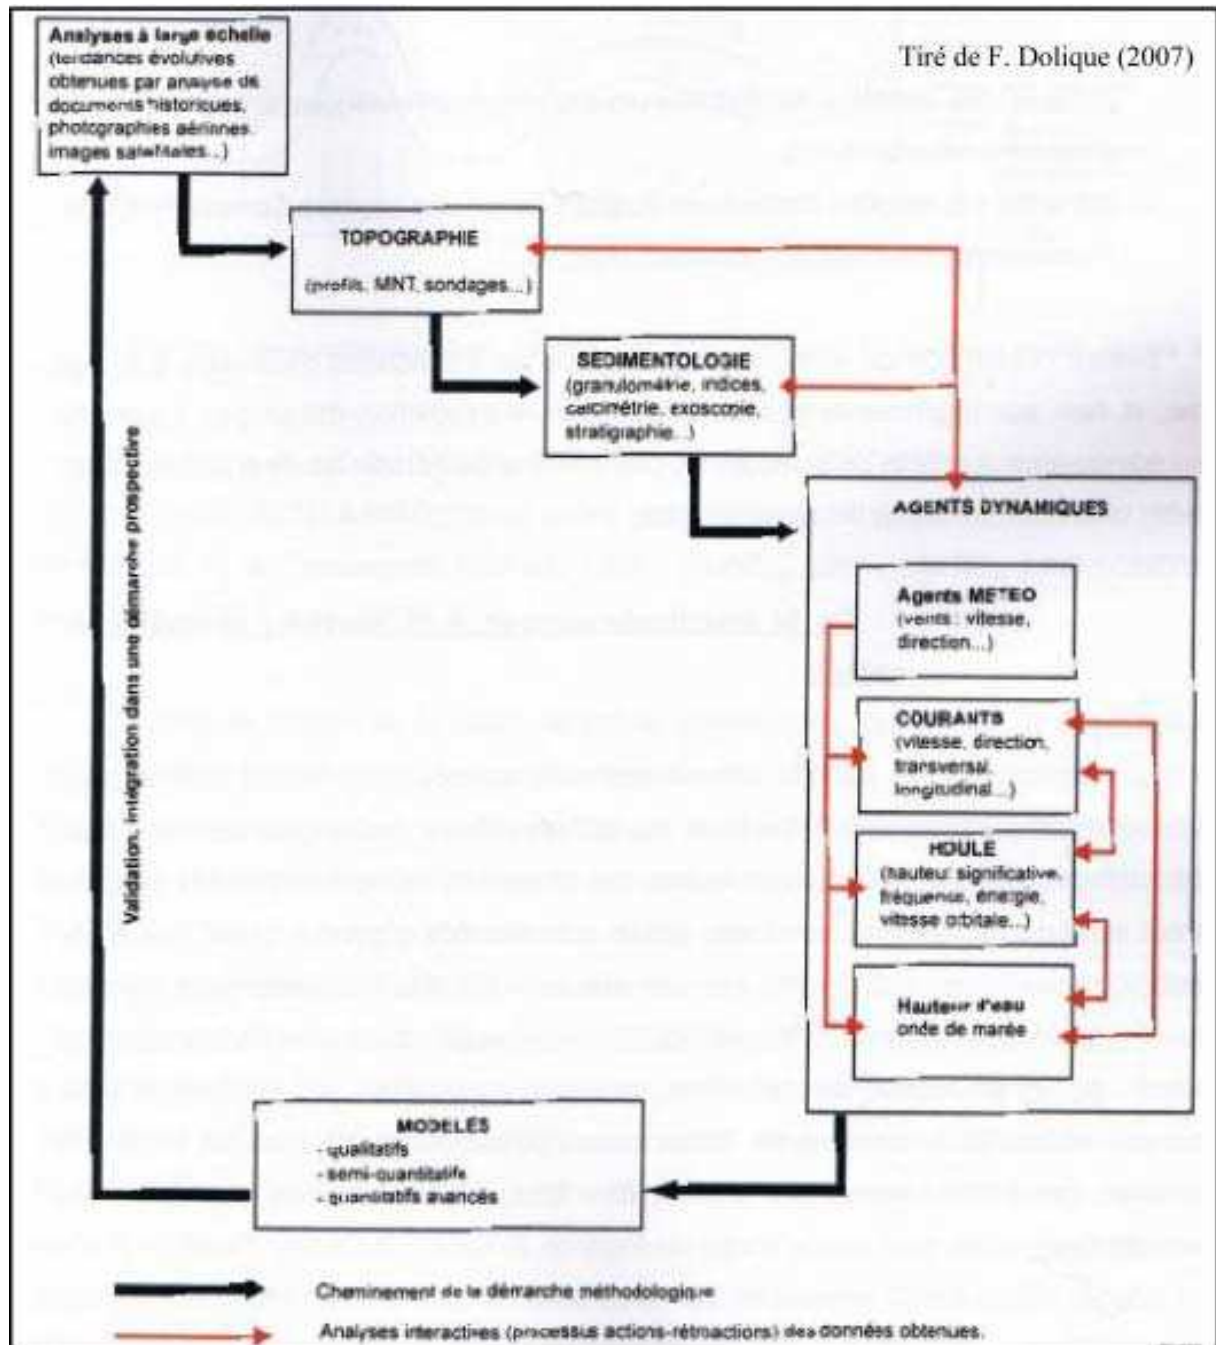 Analyses à large échelle
(tendances évolutives
obtenues par analyse de
documents historiques,
photographies aériennes,
images satellitales...)
Tiré de F. Dolique (2007)
TOPOGRAPHIE
(profils, MNT, sondages...)
SEDIMENTOLOGIE
(granulométrie, indices,
calcimétrie, exoscopie,
stratigraphie...)
AGENTS DYNAMIQUES
Agents METEO
(vents : vitesse,
direction...)
COURANTS
(vitesse, direction,
transversal,
longitudinal...)
HOULE
(hauteur significative,
fréquence, énergie,
vitesse orbitale...)
Hauteur d'eau
onde de marée
Validation, intégration dans une démarche prospective
MODELES
- qualitatifs
- semi-quantitatifs
- quantitatifs avancés
Cheminement de la démarche méthodologique
Analyses interactives (processus actions-rétroactions) des données obtenues.